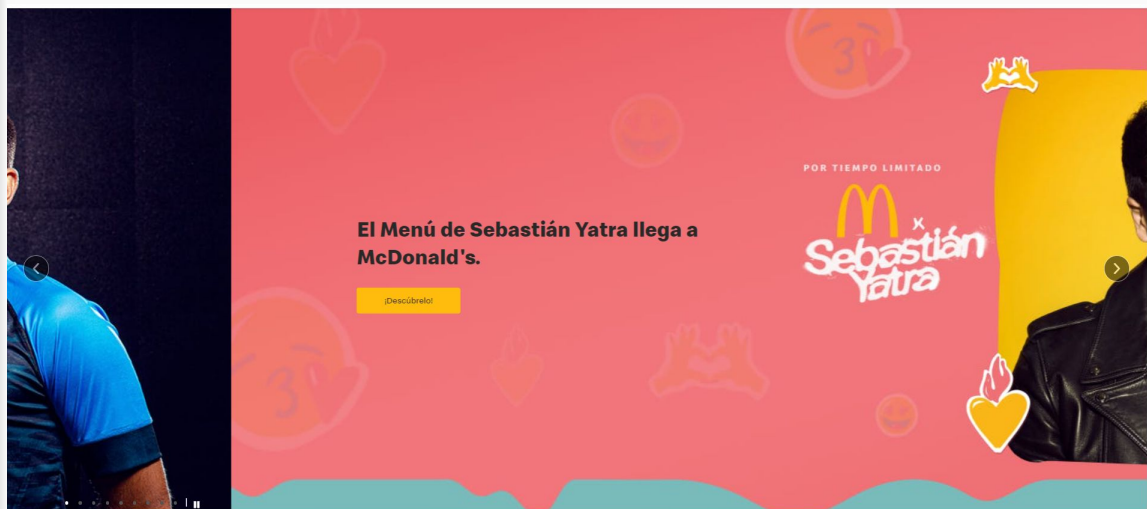 El Menú de Sebastián Yatra llega a
McDonald's.
¡Descúbrelo!
POR TIEMPO LIMITADO
x
Sebastián
Yatra